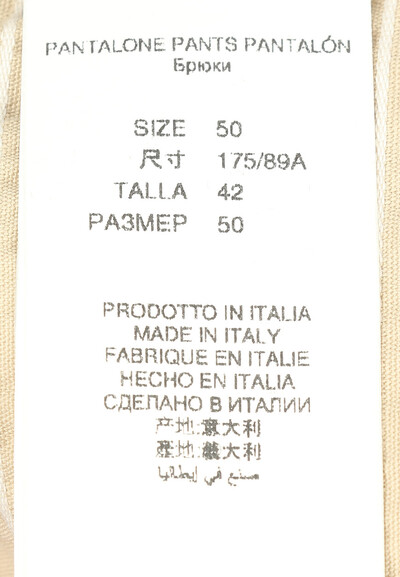 PANTALONE PANTS PANTALÓN
Брюки
SIZE 50
尺寸 175/89A
TALLA 42
РАЗМЕР 50
PRODOTTO IN ITALIA
MADE IN ITALY
FABRIQUE EN ITALIE
HECHO EN ITALIA
СДЕЛАНО В ИТАЛИИ
产地:意大利
產地:義大利
صنع في إيطاليا